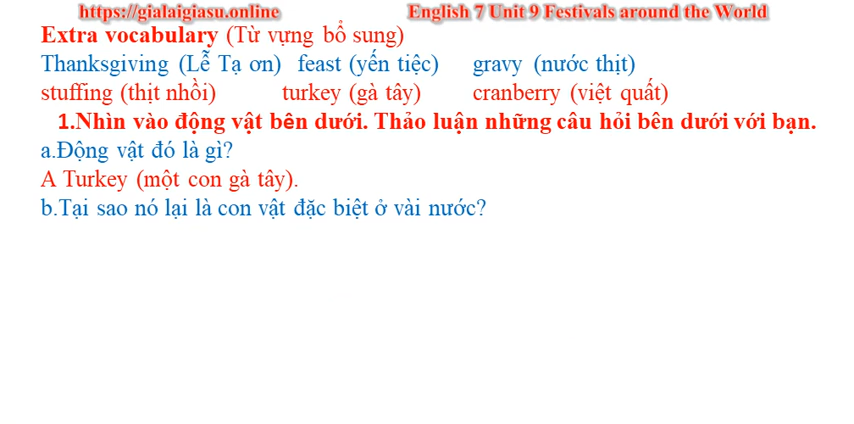 https://gialaigiasu.online English 7 Unit 9 Festivals around the World
Extra vocabulary (Từ vựng bổ sung)
Thanksgiving (Lễ Tạ ơn) feast (yến tiệc) gravy (nước thịt)
stuffing (thịt nhồi) turkey (gà tây) cranberry (việt quất)
1.Nhìn vào động vật bên dưới. Thảo luận những câu hỏi bên dưới với bạn.
a.Động vật đó là gì?
A Turkey (một con gà tây).
b.Tại sao nó lại là con vật đặc biệt ở vài nước?